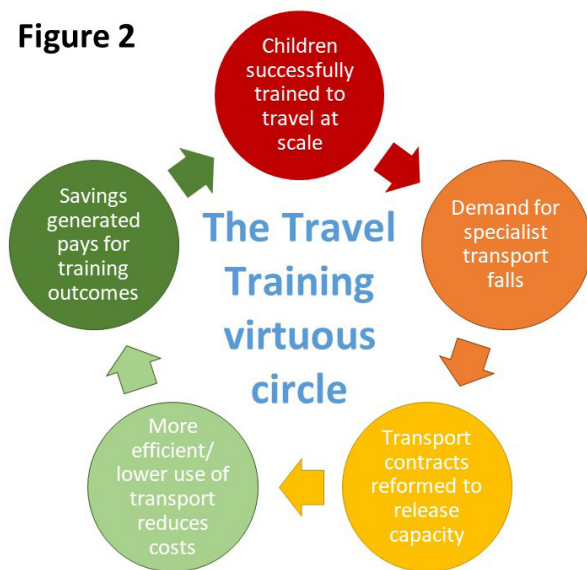 Figure 2
Children
successfully
trained to
travel at
scale
Demand for
specialist
transport
falls
Transport
contracts
reformed to
release
capacity
More
efficient/
lower use of
transport
reduces
costs
Savings
generated
pays for
training
outcomes
The Travel
Training
virtuous
circle